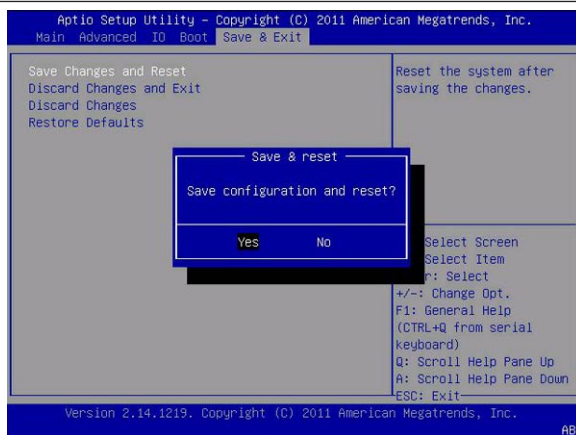 Aptio Setup Utility – Copyright (C) 2011 American Megatrends, Inc.
Main Advanced IO Boot Save & Exit
Save Changes and Reset
Discard Changes and Exit
Discard Changes
Restore Defaults
Reset the system after
saving the changes.
Save & reset
Save configuration and reset?
Yes No
Select Screen
Select Item
r: Select
+/-: Change Opt.
F1: General Help
(CTRL+Q from serial
keyboard)
Q: Scroll Help Pane Up
A: Scroll Help Pane Down
ESC: Exit
Version 2.14.1219. Copyright (C) 2011 American Megatrends, Inc.
AB